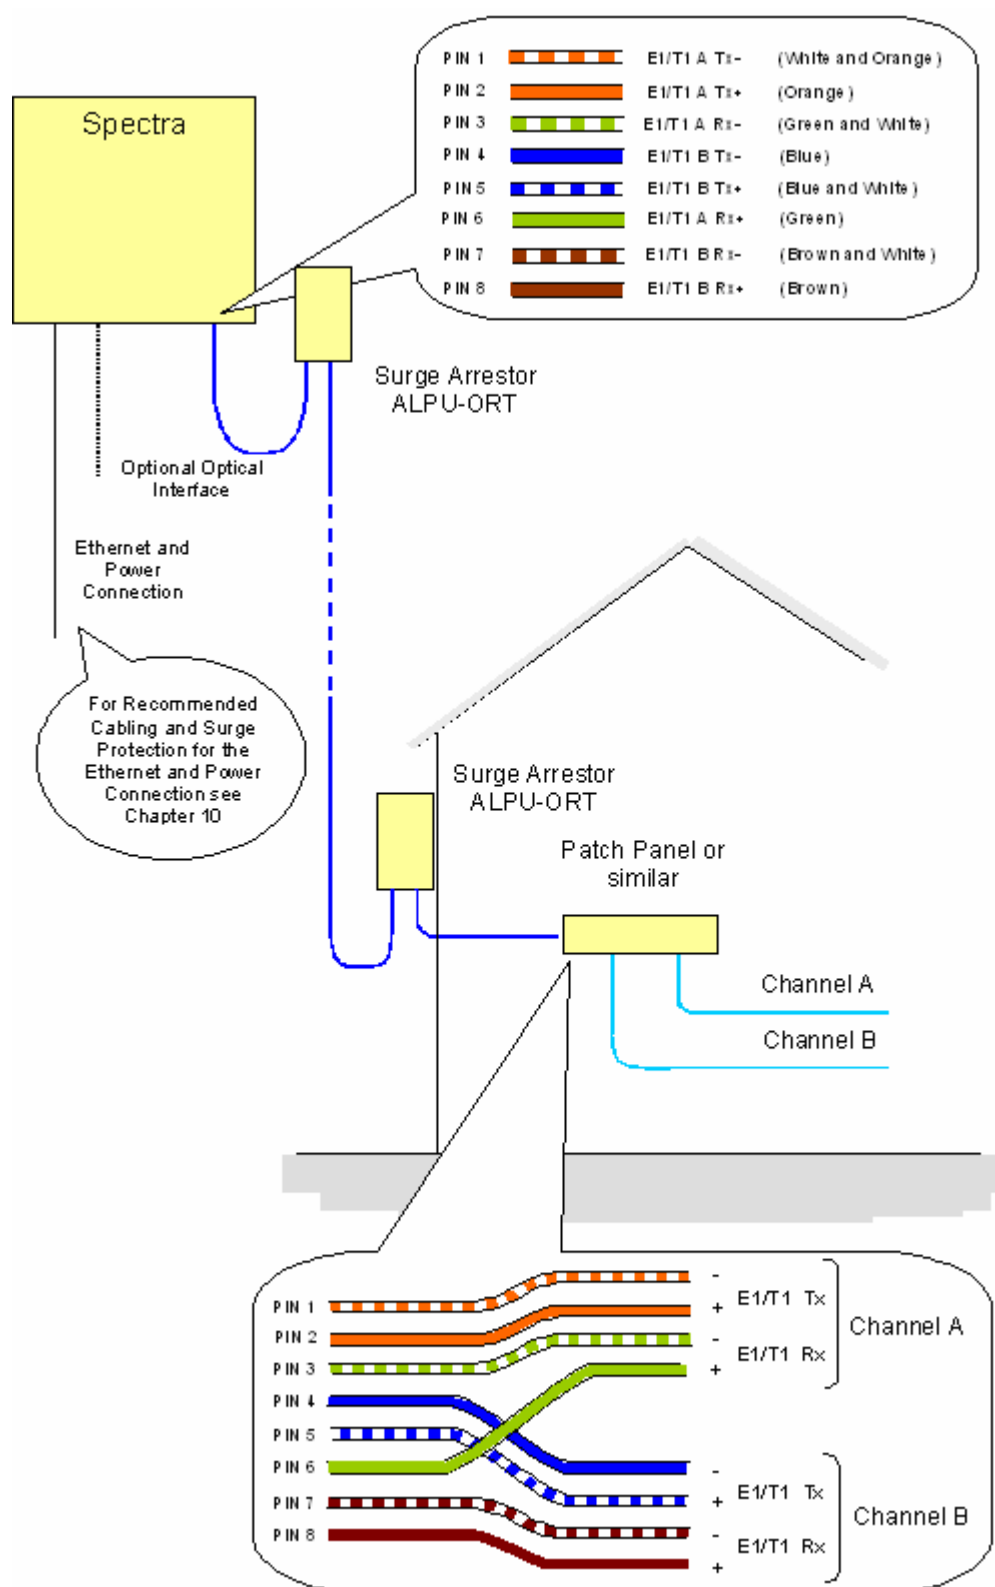 PIN 1 E1/T1 A Tx- (White and Orange)
PIN 2 E1/T1 A Tx+ (Orange)
PIN 3 E1/T1 A Rx- (Green and White)
PIN 4 E1/T1 B Tx- (Blue)
PIN 5 E1/T1 B Tx+ (Blue and White)
PIN 6 E1/T1 A Rx+ (Green)
PIN 7 E1/T1 B Rx- (Brown and White)
PIN 8 E1/T1 B Rx+ (Brown)
Spectra
Surge Arrestor
ALPU-ORT
Optional Optical
Interface
Ethernet and
Power
Connection
For Recommended
Cabling and Surge
Protection for the
Ethernet and Power
Connection see
Chapter 10
Surge Arrestor
ALPU-ORT
Patch Panel or
similar
Channel A
Channel B
PIN 1 -
PIN 2 +
E1/T1 Tx
PIN 3 -
+
E1/T1 Rx
Channel A
PIN 4
PIN 5
PIN 6 -
+
E1/T1 Tx
PIN 7 -
PIN 8 +
E1/T1 Rx
Channel B